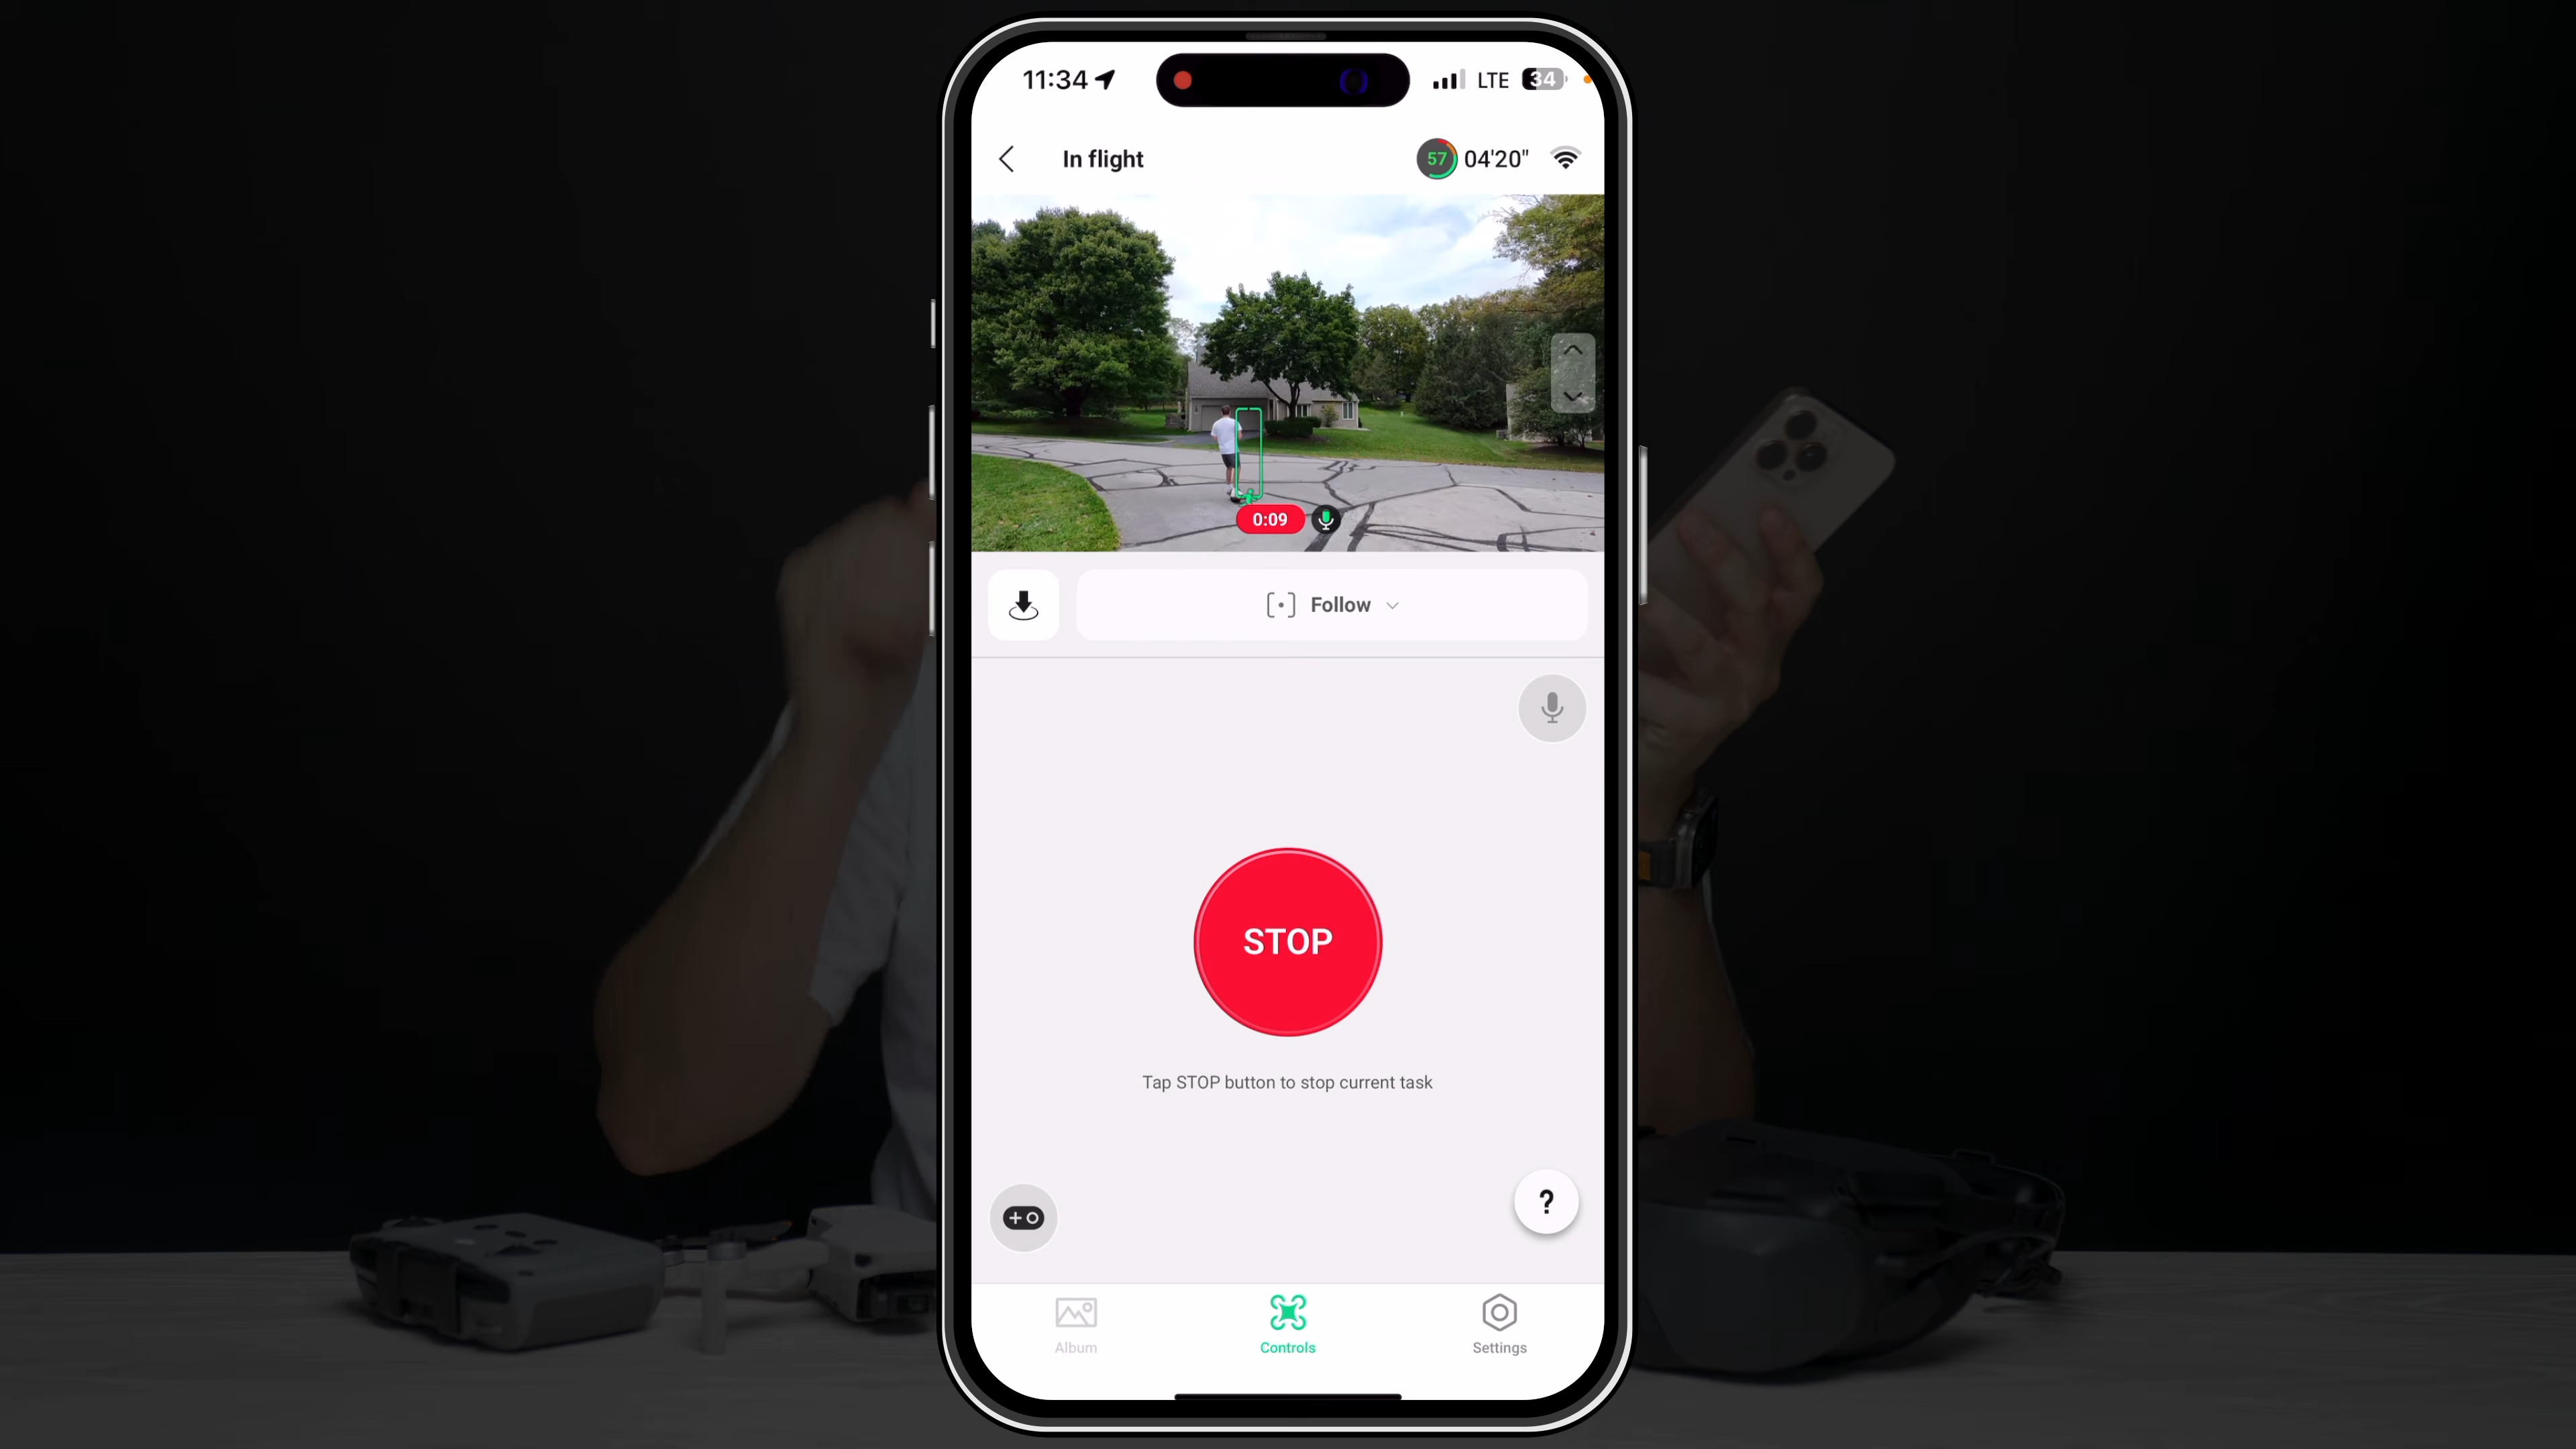 11:34
LTE 34
In flight
57 04'20"
0:09
Follow
STOP
Tap STOP button to stop current task
?
Album
Controls
Settings